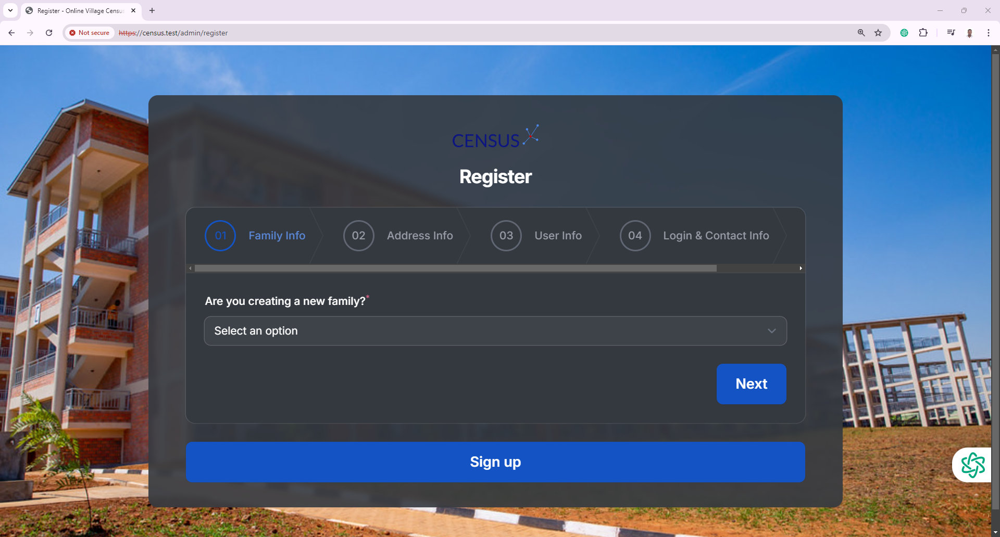 Register - Online Village Census
Not secure
https://census.test/admin/register
CENSUS
Register
01 Family Info
02 Address Info
03 User Info
04 Login & Contact Info
Are you creating a new family?*
Select an option
Next
Sign up